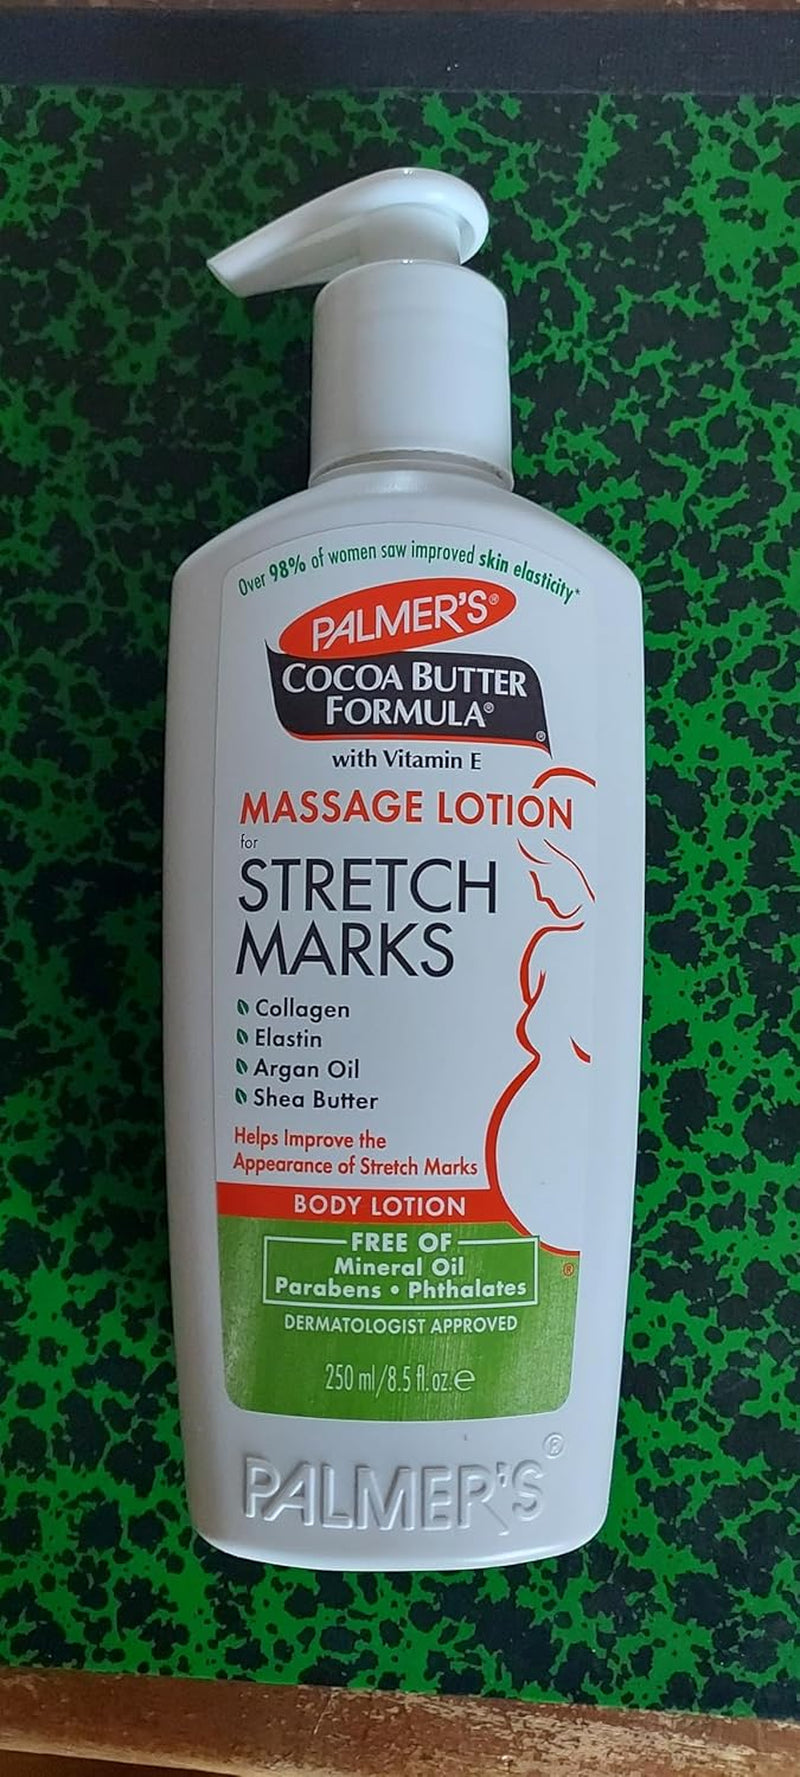 Over 98% of women saw improved skin elasticity*
PALMER'S®
COCOA BUTTER
FORMULA®
®
with Vitamin E
MASSAGE LOTION
for
STRETCH
MARKS
Collagen
Elastin
Argan Oil
Shea Butter
Helps Improve the
Appearance of Stretch Marks
BODY LOTION
FREE OF
Mineral Oil
Parabens • Phthalates
®
DERMATOLOGIST APPROVED
250 ml/8.5 fl. oz. ℮
PALMER'S®